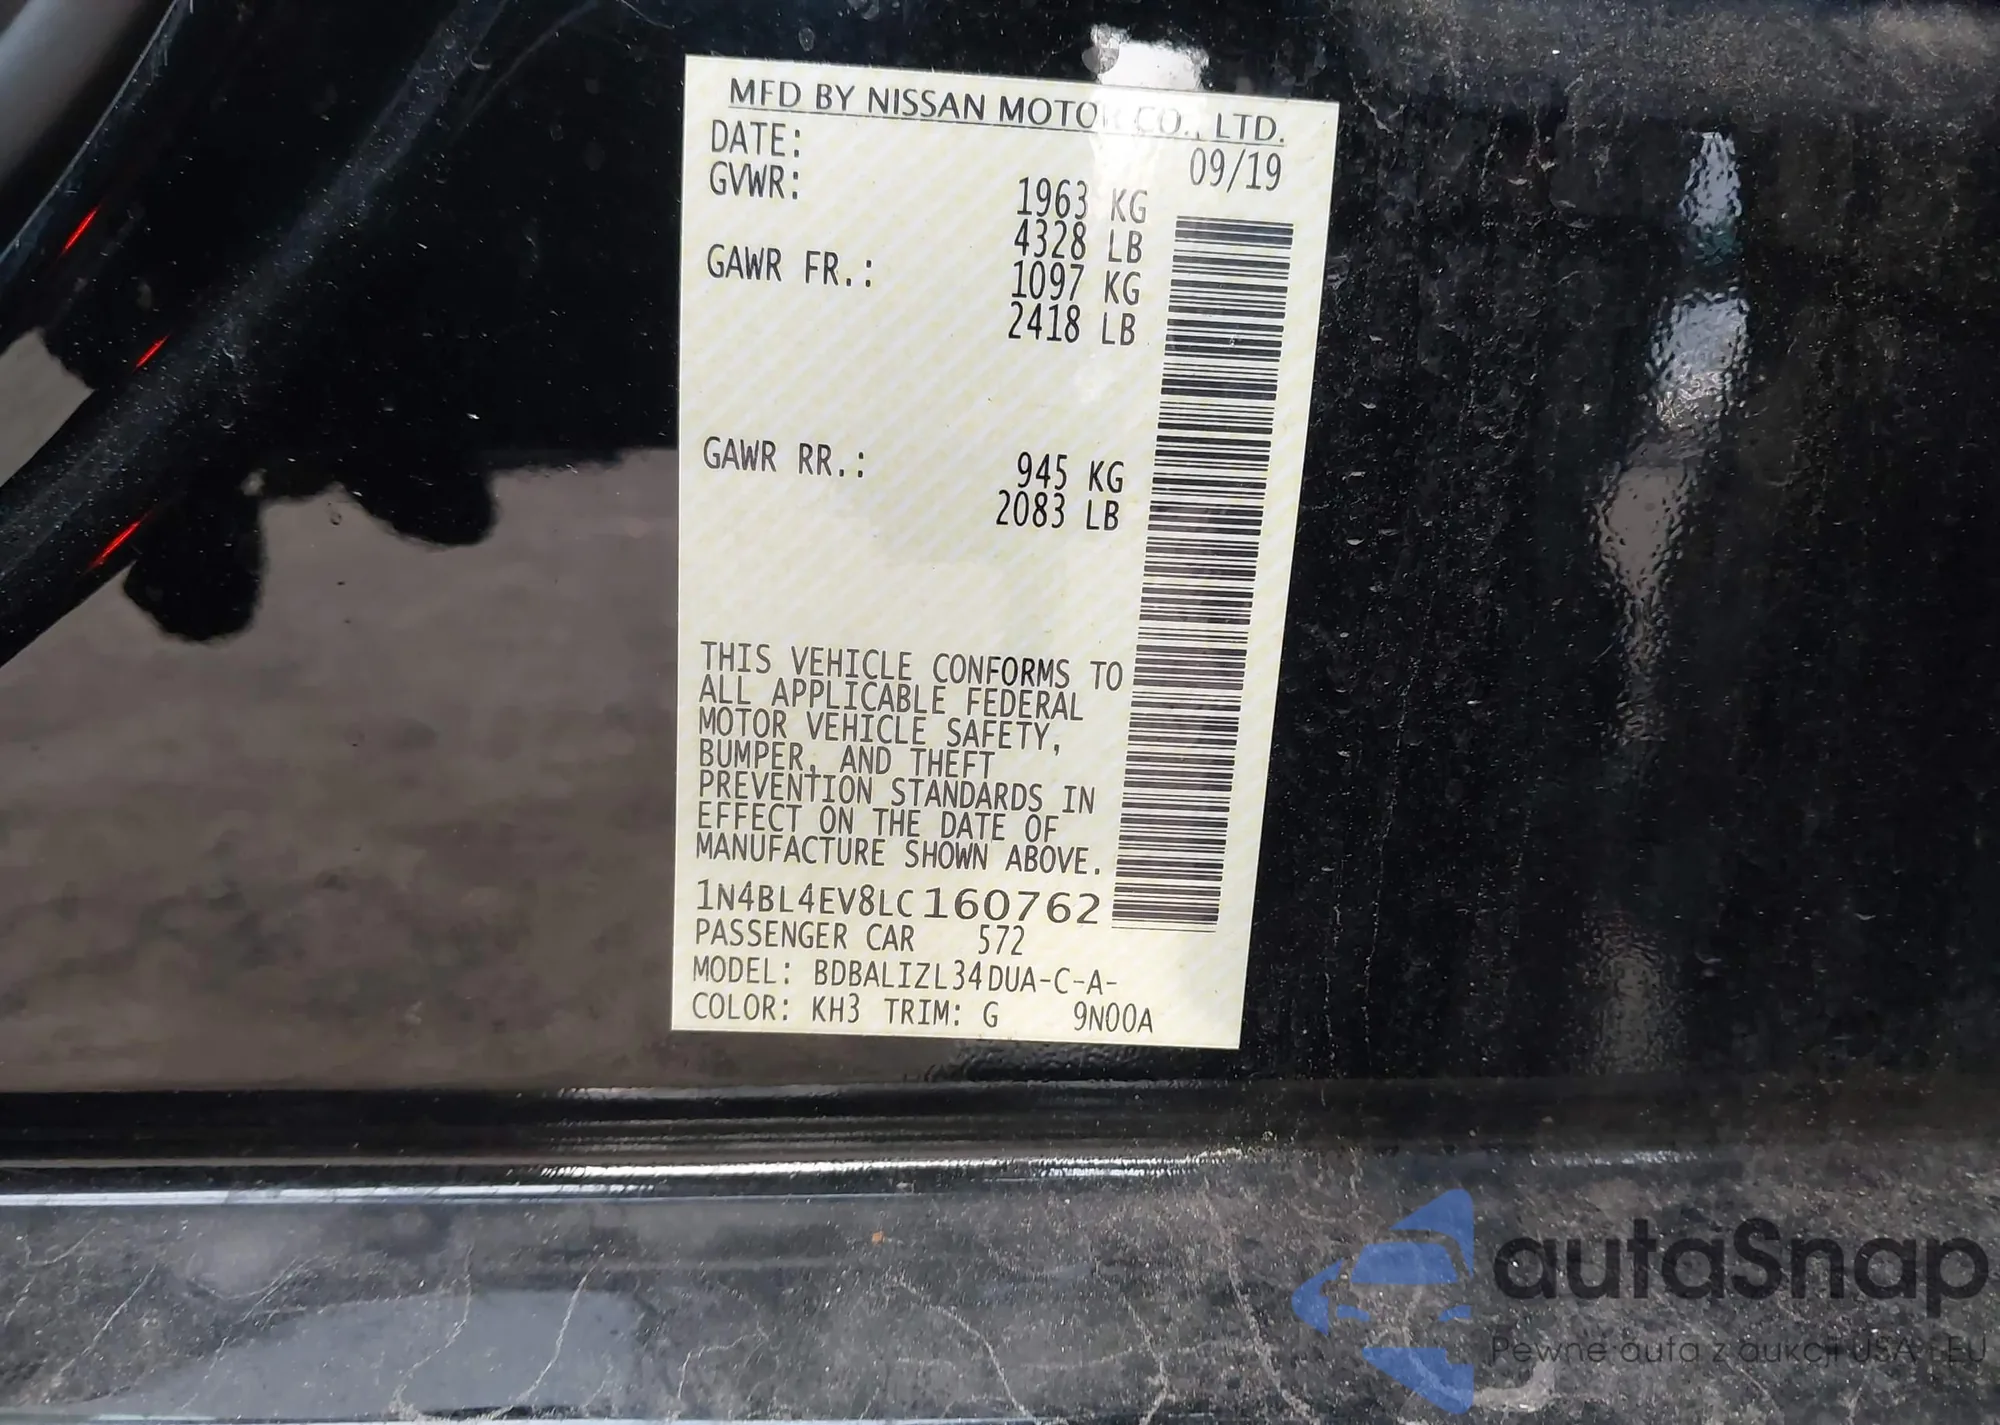 MFD BY NISSAN MOTOR CO., LTD.
DATE: 09/19
GVWR: 1963 KG
4328 LB
GAWR FR.: 1097 KG
2418 LB
GAWR RR.: 945 KG
2083 LB
THIS VEHICLE CONFORMS TO
ALL APPLICABLE FEDERAL
MOTOR VEHICLE SAFETY,
BUMPER, AND THEFT
PREVENTION STANDARDS IN
EFFECT ON THE DATE OF
MANUFACTURE SHOWN ABOVE.
1N4BL4EV8LC160762
PASSENGER CAR 572
MODEL: BDBALIZL34DUA-C-A-
COLOR: KH3 TRIM: G 9N00A
autaSnap
Pewne auta z aukcji USA i EU